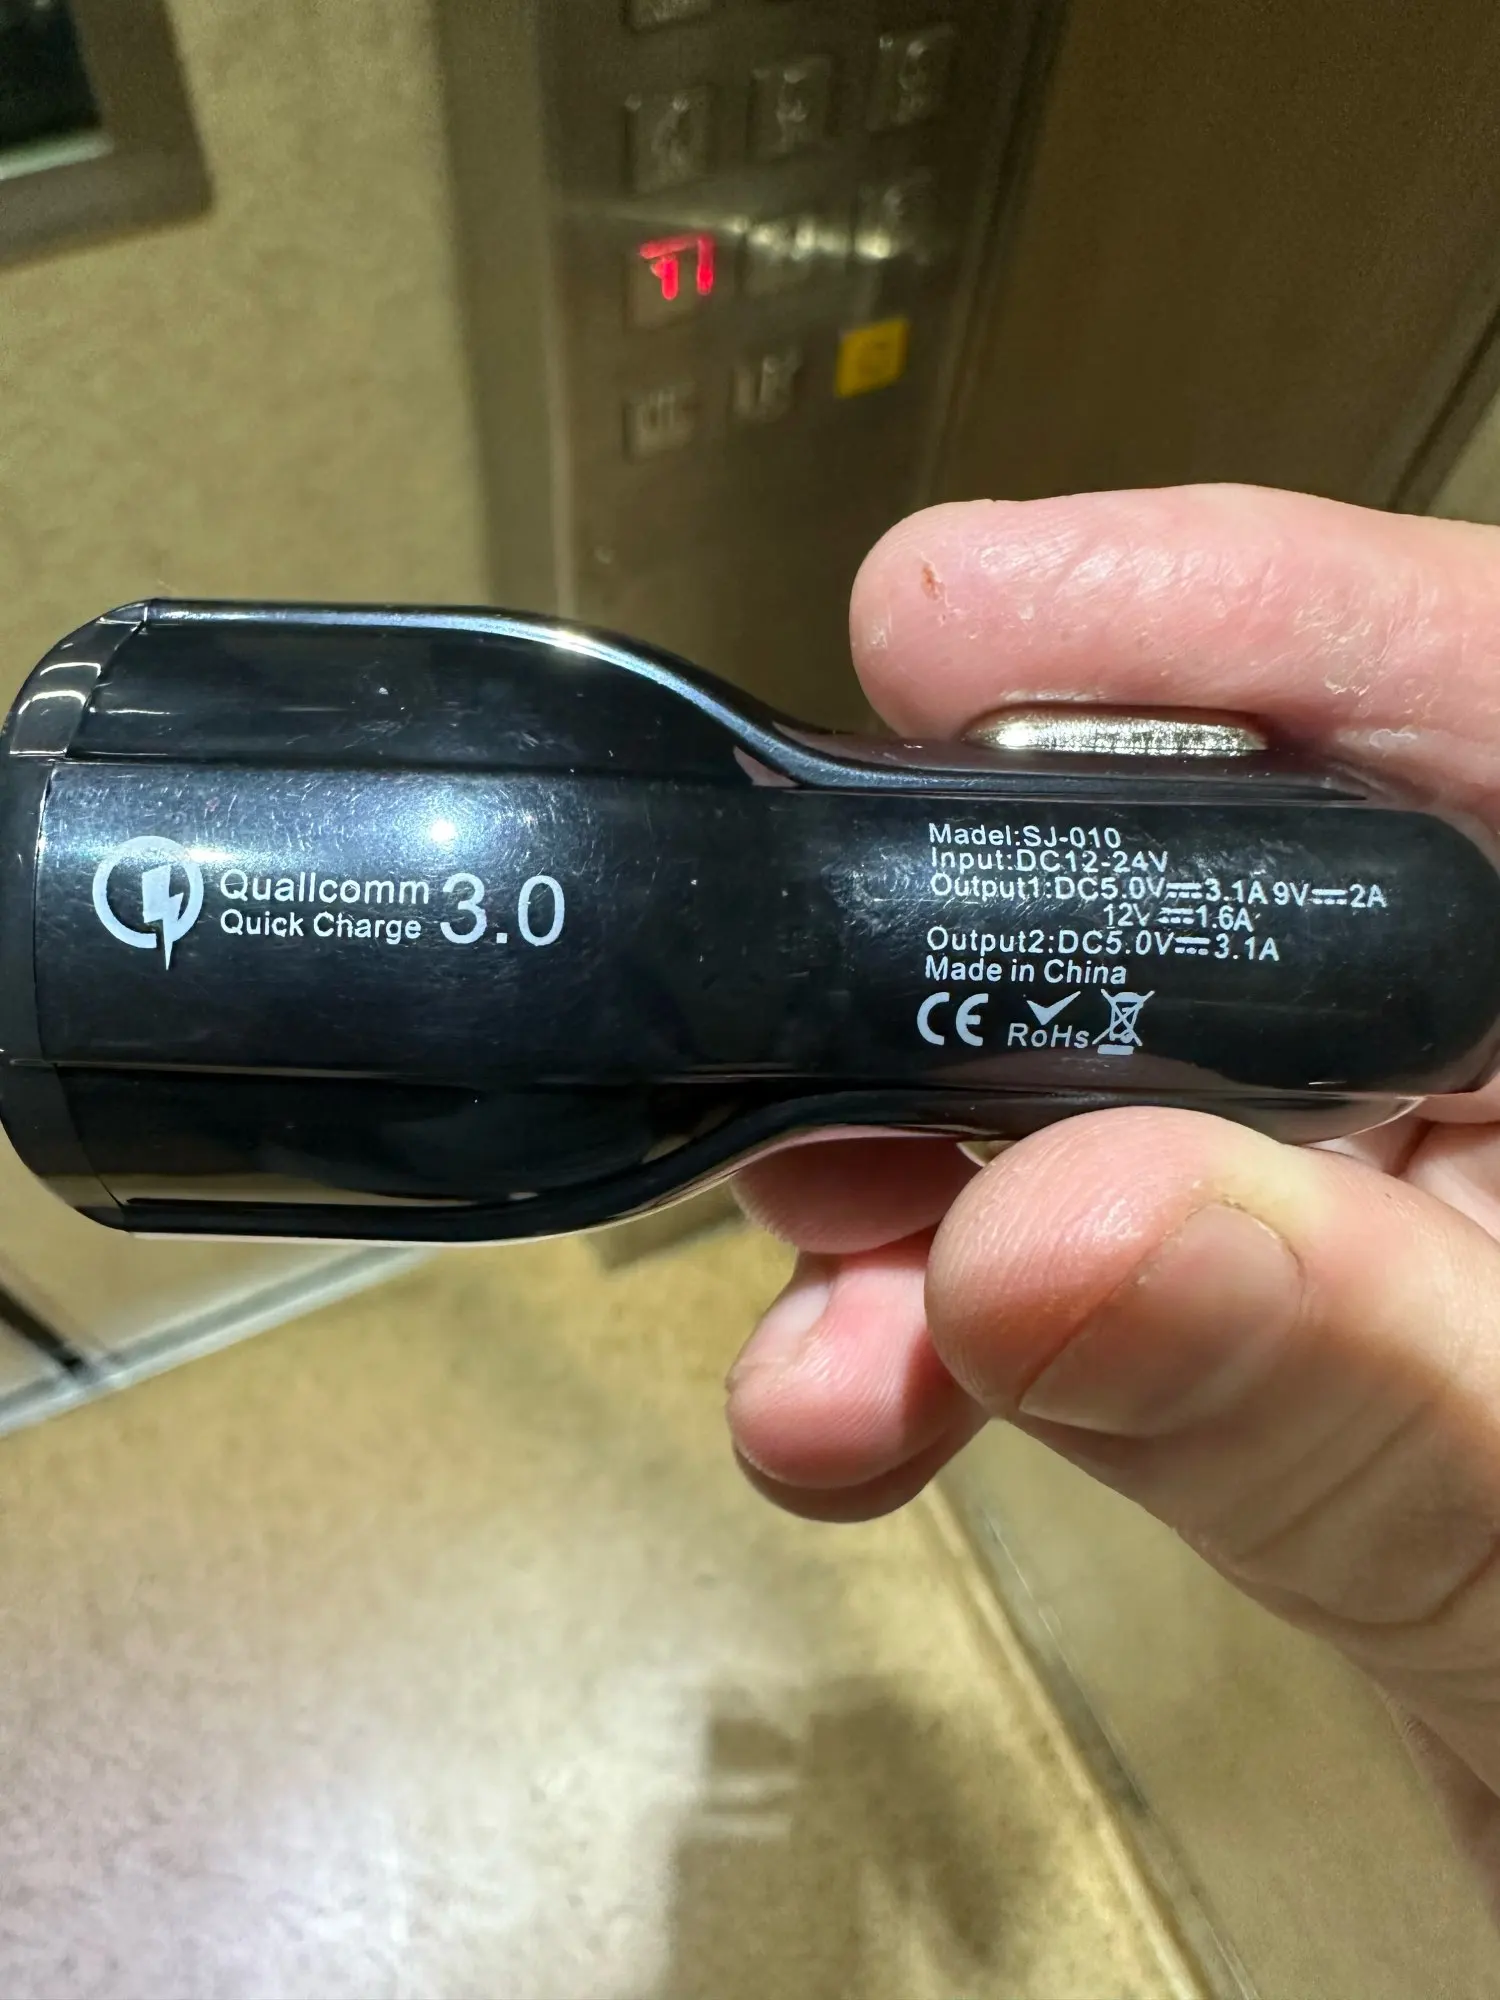 Quallcomm
Quick Charge 3.0
Madel:SJ-010
Input:DC12-24V
Output1:DC5.0V⎓3.1A 9V⎓2A
12V⎓1.6A
Output2:DC5.0V⎓3.1A
Made in China
CE RoHs